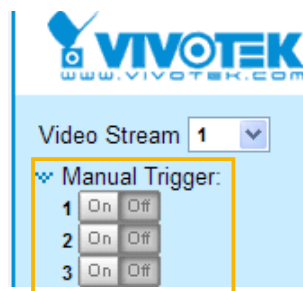 VIVOTEK
www.vivotek.com
Video Stream 1
Manual Trigger:
1 On Off
2 On Off
3 On Off